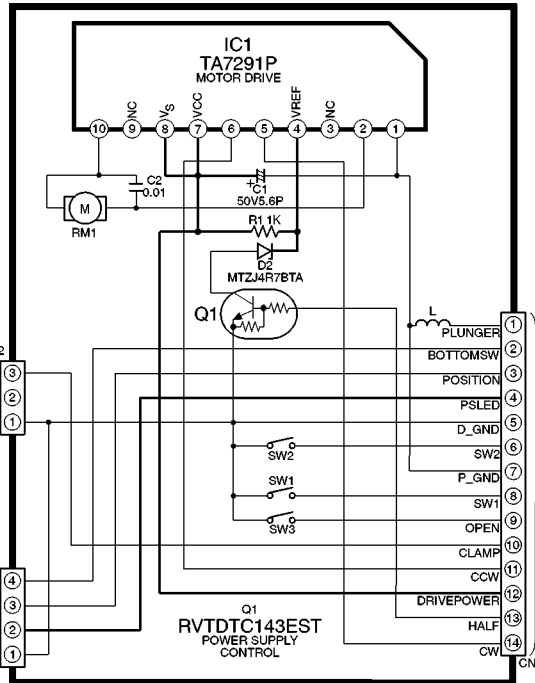 IC1
TA7291P
MOTOR DRIVE
NC VS VCC VREF NC
10 9 8 7 6 5 4 3 2 1
C2
0.01
+ C1
50V5.6P
M
RM1
R1 1K
D2
MTZJ4R7BTA
Q1
L
1
PLUNGER
2
BOTTOMSW
3
POSITION
4
PSLED
5
D_GND
6
SW2
7
P_GND
8
SW1
9
OPEN
10
CLAMP
11
CCW
12
DRIVEPOWER
13
HALF
14
CW
CN
2
3
2
1
SW2
SW1
SW3
4
3
2
1
Q1
RVTDTC143EST
POWER SUPPLY
CONTROL